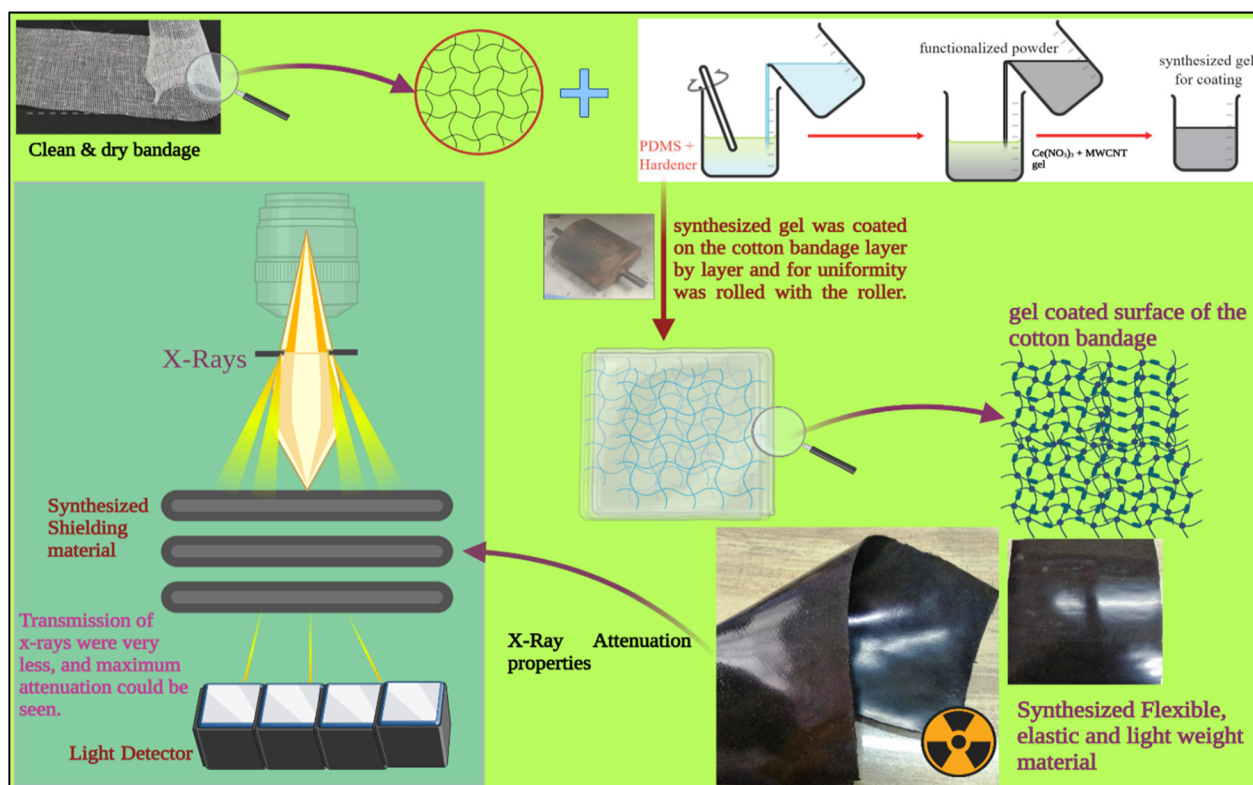 Clean & dry bandage
functionalized powder
synthesized gel
for coating
PDMS +
Hardener
Ce(NO₃)₃ + MWCNT
gel
synthesized gel was coated
on the cotton bandage layer
by layer and for uniformity
was rolled with the roller.
gel coated surface of the
cotton bandage
X-Rays
Synthesized
Shielding
material
Transmission of
x-rays were very
less, and maximum
attenuation could be
seen.
Light Detector
X-Ray Attenuation
properties
Synthesized Flexible,
elastic and light weight
material